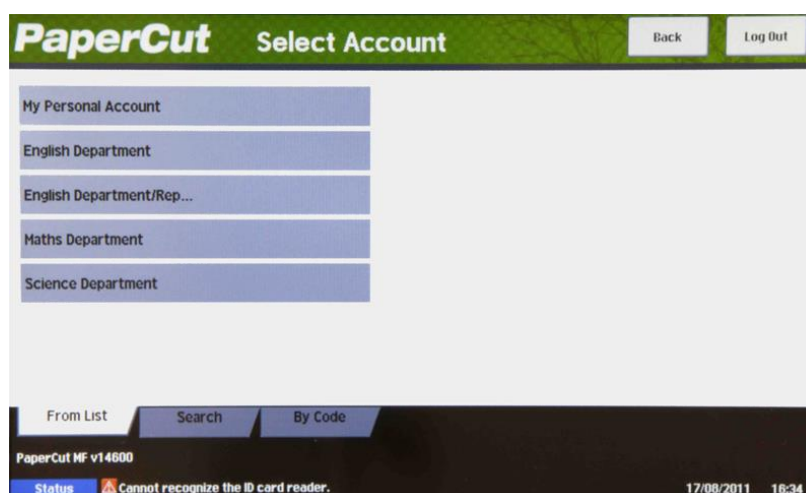 PaperCut Select Account Back Log Out
My Personal Account
English Department
English Department/Rep...
Maths Department
Science Department
From List Search By Code
PaperCut MF v14600
Status Cannot recognize the ID card reader. 17/08/2011 16:34